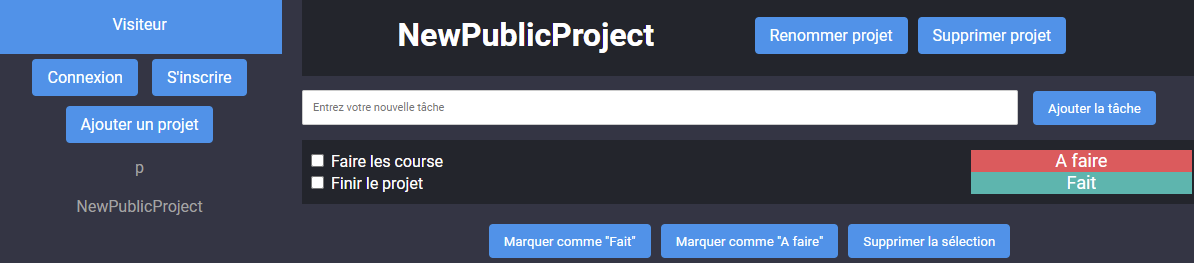 Visiteur
Connexion
S'inscrire
Ajouter un projet
p
NewPublicProject
NewPublicProject
Renommer projet
Supprimer projet
Entrez votre nouvelle tâche
Ajouter la tâche
Faire les course
A faire
Finir le projet
Fait
Marquer comme "Fait"
Marquer comme "A faire"
Supprimer la sélection